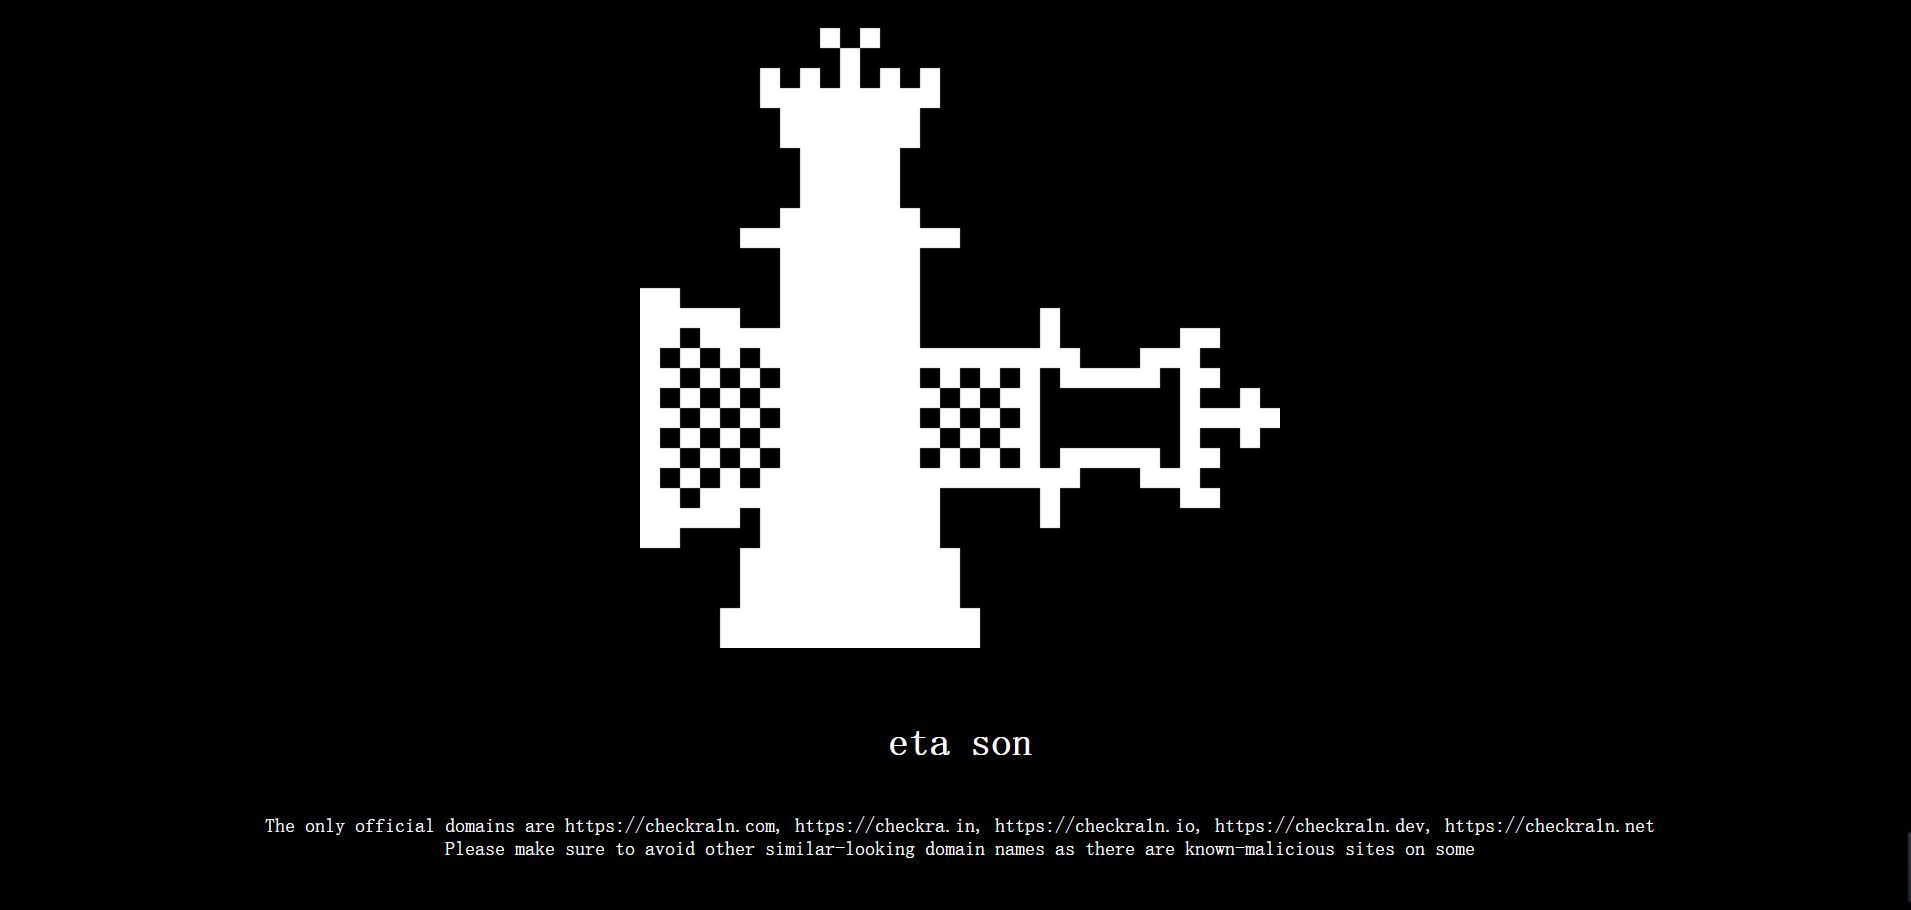 eta son
The only official domains are https://checkra1n.com, https://checkra.in, https://checkra1n.io, https://checkra1n.dev, https://checkra1n.net
Please make sure to avoid other similar-looking domain names as there are known-malicious sites on some